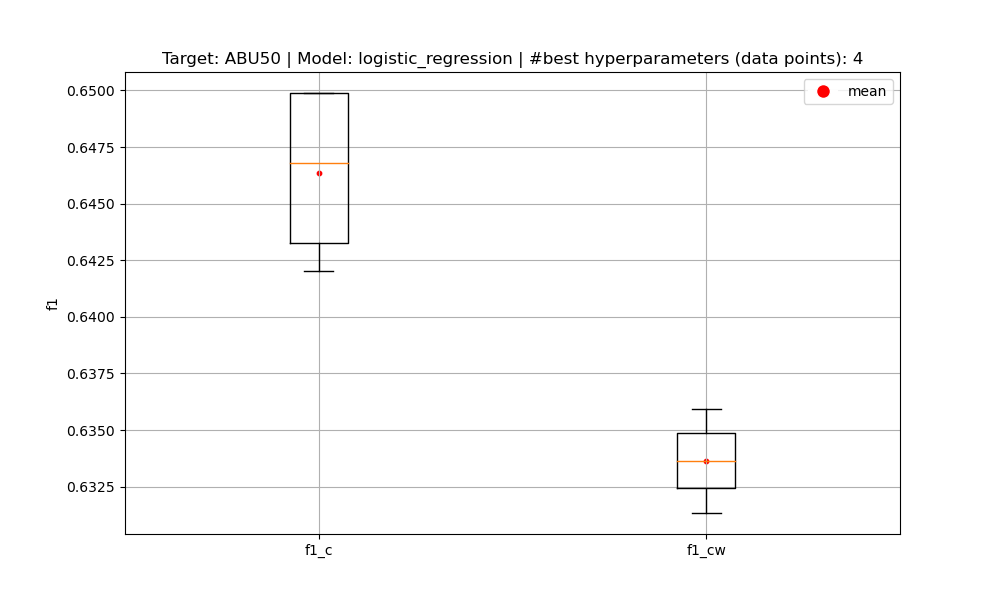 Target: ABU50 | Model: logistic_regression | #best hyperparameters (data points): 4
mean
0.6500
0.6475
0.6450
0.6425
0.6400
0.6375
0.6350
0.6325
f1
f1_c
f1_cw